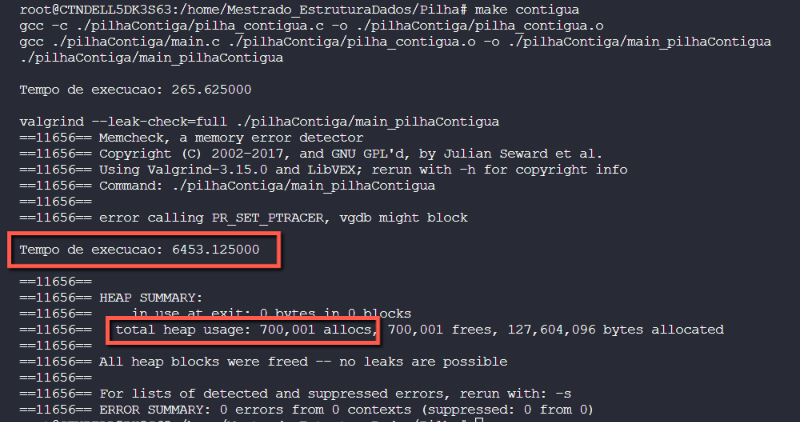 root@CTNDELL5DK3S63:/home/Mestrado_EstruturaDados/Pilha# make contigua
gcc -c ./pilhaContiga/pilha_contigua.c -o ./pilhaContiga/pilha_contigua.o
gcc ./pilhaContiga/main.c ./pilhaContiga/pilha_contigua.o -o ./pilhaContiga/main_pilhaContigua
./pilhaContiga/main_pilhaContigua
Tempo de execucao: 265.625000
valgrind --leak-check=full ./pilhaContiga/main_pilhaContigua
==11656== Memcheck, a memory error detector
==11656== Copyright (C) 2002-2017, and GNU GPL'd, by Julian Seward et al.
==11656== Using Valgrind-3.15.0 and LibVEX; rerun with -h for copyright info
==11656== Command: ./pilhaContiga/main_pilhaContigua
==11656==
==11656== error calling PR_SET_PTRACER, vgdb might block
Tempo de execucao: 6453.125000
==11656==
==11656== HEAP SUMMARY:
==11656==     in use at exit: 0 bytes in 0 blocks
==11656==   total heap usage: 700,001 allocs, 700,001 frees, 127,604,096 bytes allocated
==11656==
==11656== All heap blocks were freed -- no leaks are possible
==11656==
==11656== For lists of detected and suppressed errors, rerun with: -s
==11656== ERROR SUMMARY: 0 errors from 0 contexts (suppressed: 0 from 0)